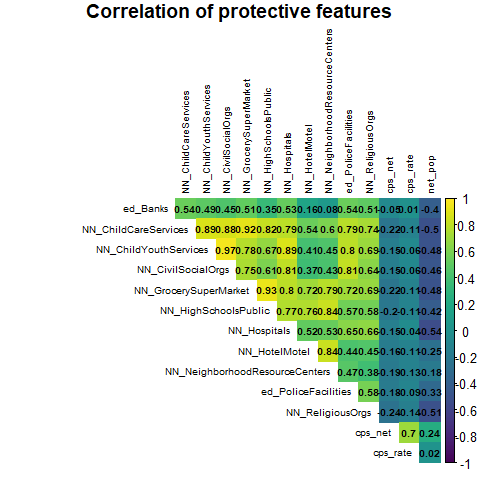 Correlation of protective features
NN_ChildCareServices
NN_ChildYouthServices
NN_CivilSocialOrgs
NN_GrocerySuperMarket
NN_HighSchoolsPublic
NN_Hospitals
NN_HotelMotel
NN_NeighborhoodResourceCenters
ed_PoliceFacilities
NN_ReligiousOrgs
cps_net
cps_rate
net_pop
ed_Banks 0.54 0.49 0.45 0.51 0.35 0.53 0.16 -0.08 0.54 0.51 -0.05 -0.01 -0.4
NN_ChildCareServices 0.89 0.88 0.92 0.82 0.79 0.54 0.6 0.79 0.74 -0.22 -0.11 -0.5
NN_ChildYouthServices 0.97 0.78 0.67 0.89 0.41 0.45 0.8 0.69 -0.15 -0.06 -0.48
NN_CivilSocialOrgs 0.75 0.61 0.81 0.37 0.43 0.81 0.64 -0.15 -0.06 -0.46
NN_GrocerySuperMarket 0.93 0.8 0.72 0.79 0.72 0.69 -0.22 -0.11 -0.48
NN_HighSchoolsPublic 0.77 0.76 0.84 0.57 0.58 -0.2 -0.11 -0.42
NN_Hospitals 0.52 0.53 0.65 0.66 -0.15 -0.04 -0.54
NN_HotelMotel 0.84 0.44 0.45 -0.16 -0.11 -0.25
NN_NeighborhoodResourceCenters 0.47 0.38 -0.19 -0.13 -0.18
ed_PoliceFacilities 0.58 -0.18 -0.09 -0.33
NN_ReligiousOrgs -0.24 -0.14 -0.51
cps_net 0.7 0.24
cps_rate 0.02
1
0.8
0.6
0.4
0.2
0
-0.2
-0.4
-0.6
-0.8
-1